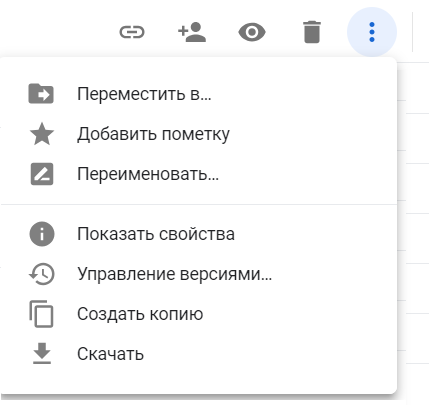 Переместить в…
Добавить пометку
Переименовать…
Показать свойства
Управление версиями…
Создать копию
Скачать